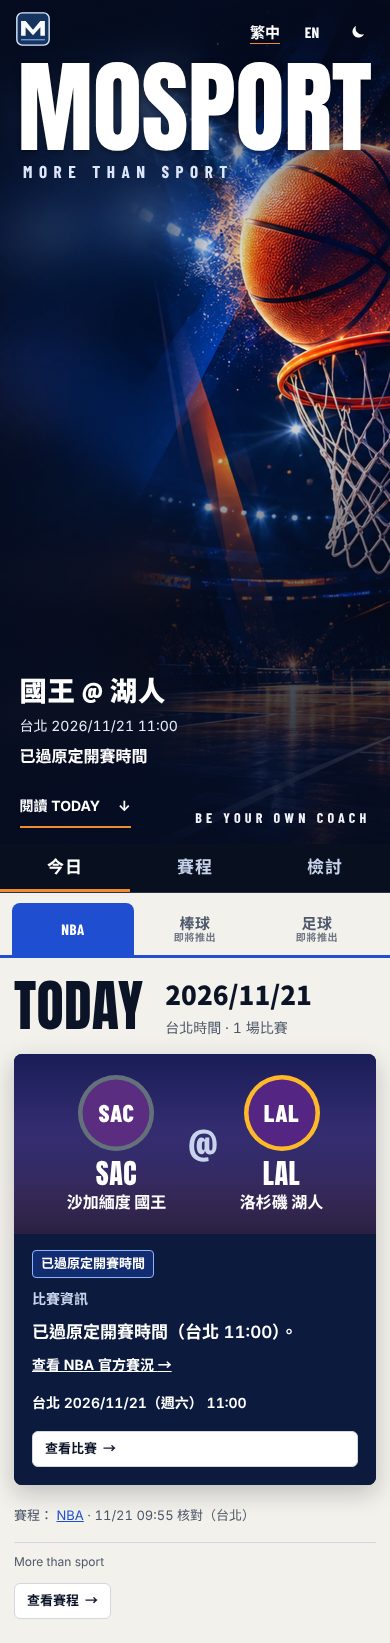 M
繁中 EN
MOSPORT
MORE THAN SPORT
國王 @ 湖人
台北 2026/11/21 11:00
已過原定開賽時間
閱讀 TODAY ↓
BE YOUR OWN COACH
今日 賽程 檢討
NBA 棒球 足球
即將推出 即將推出
TODAY 2026/11/21
台北時間 · 1 場比賽
SAC @ LAL
SAC LAL
沙加緬度 國王 洛杉磯 湖人
已過原定開賽時間
比賽資訊
已過原定開賽時間（台北 11:00）。
查看 NBA 官方賽況 →
台北 2026/11/21（週六） 11:00
查看比賽 →
賽程： NBA · 11/21 09:55 核對（台北）
More than sport
查看賽程 →